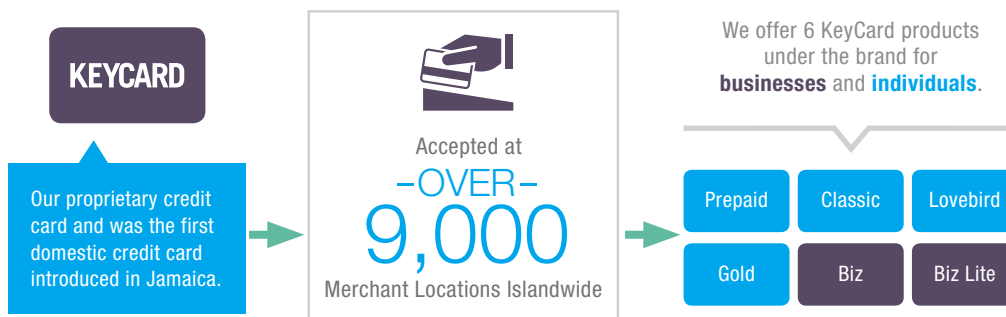 KEYCARD
Our proprietary credit
card and was the first
domestic credit card
introduced in Jamaica.
Accepted at
-OVER-
9,000
Merchant Locations Islandwide
We offer 6 KeyCard products
under the brand for
businesses and individuals.
Prepaid
Classic
Lovebird
Gold
Biz
Biz Lite